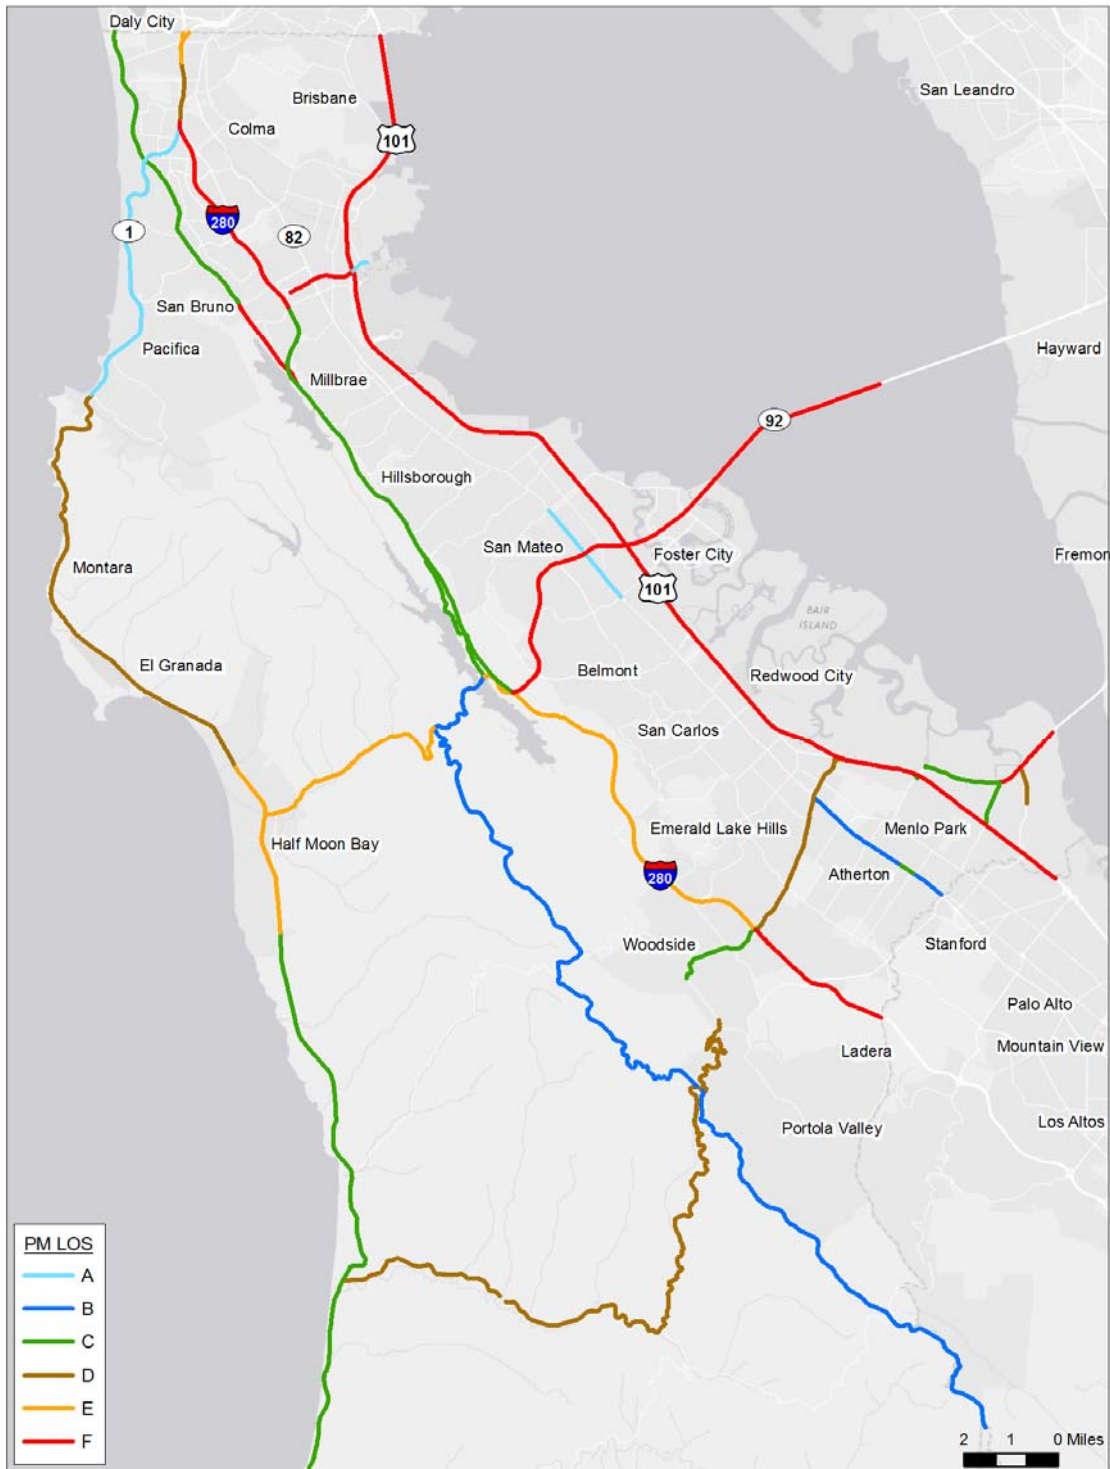 Daly City
San Leandro
Brisbane
Colma
101
280
82
1
San Bruno
Pacifica
Hayward
Millbrae
92
Hillsborough
San Mateo
Foster City
Fremon
Montara
101
BAIR
ISLAND
El Granada
Belmont
Redwood City
San Carlos
Emerald Lake Hills
Menlo Park
Half Moon Bay
280
Atherton
Woodside
Stanford
Palo Alto
Ladera
Mountain View
Portola Valley
Los Altos
PM LOS
A
B
C
D
E
F
2 1 0 Miles